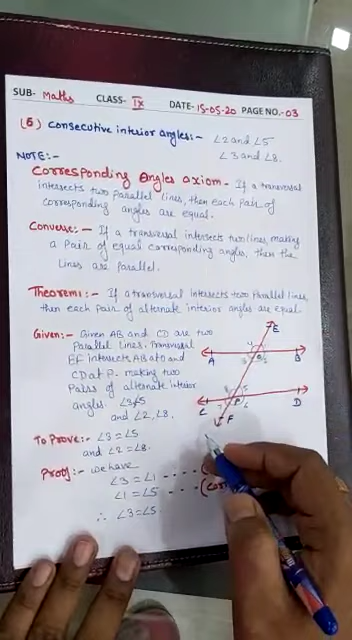 SUB- Maths CLASS- IX DATE- 15-05-20 PAGE NO.- 03
(6) Consecutive interior angles:- ∠2 and ∠5
∠3 and ∠8.
NOTE:-
Corresponding Angles axiom - If a transversal
intersects two parallel lines, then each pair of
corresponding angles are equal.
Converse:- If a transversal intersects two lines, making
a pair of equal corresponding angles, then the
lines are parallel.
Theorem 1:- If a transversal intersects two parallel lines,
then each pair of alternate interior angles are equal.
Given:- Given AB and CD are two
parallel lines. Transversal
EF intersects AB at O and
CD at P. making two
pairs of alternate interior
angles. ∠3,∠5
and ∠2, ∠8.
E
A B
O
C D
P
F
To Prove:- ∠3 = ∠5
and ∠2 = ∠8.
Proof:- we have
∠3 = ∠1 ---- (
∠1 = ∠5 --- (Cor
∴ ∠3 = ∠5.